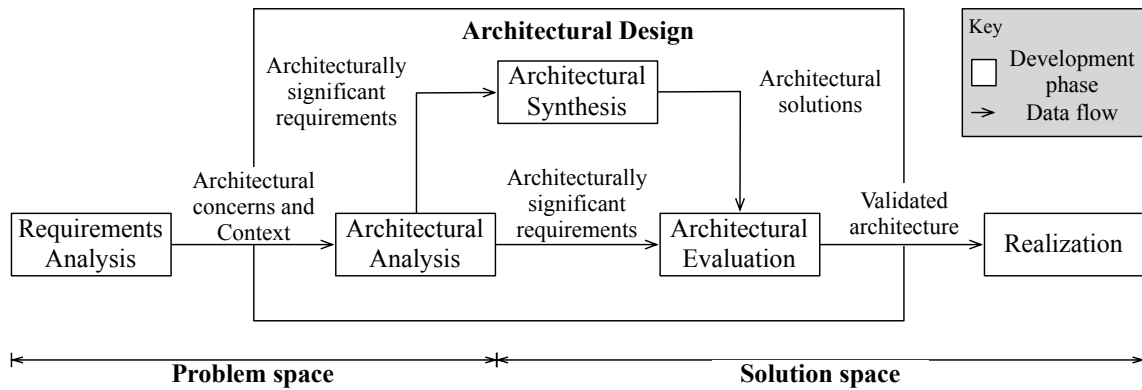 Architectural Design
Key
Development
phase
Data flow
Architecturally
significant
requirements
Architectural
Synthesis
Architectural
solutions
Architectural
concerns and
Context
Architecturally
significant
requirements
Validated
architecture
Requirements
Analysis
Architectural
Analysis
Architectural
Evaluation
Realization
Problem space
Solution space